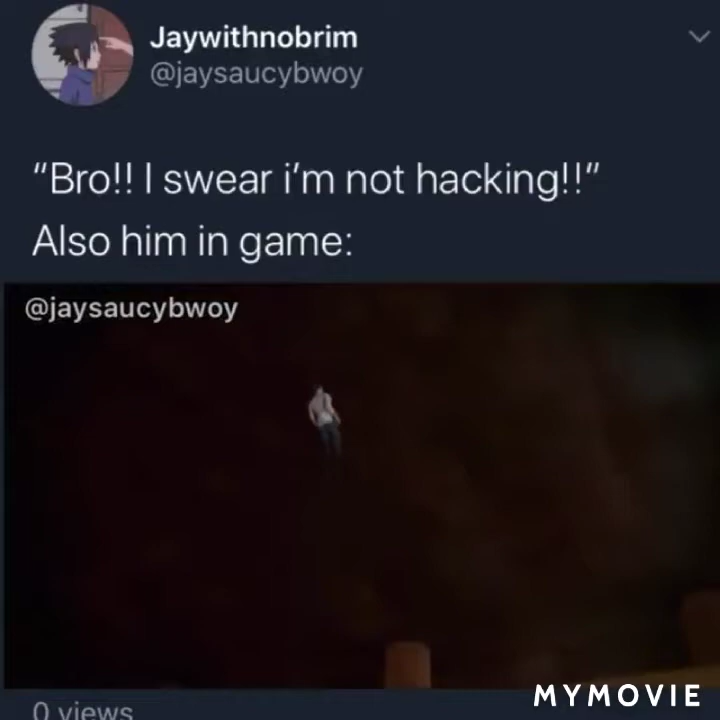 Jaywithnobrim
@jaysaucybwoy
“Bro!! I swear i’m not hacking!!”
Also him in game:
@jaysaucybwoy
0 views
MYMOVIE